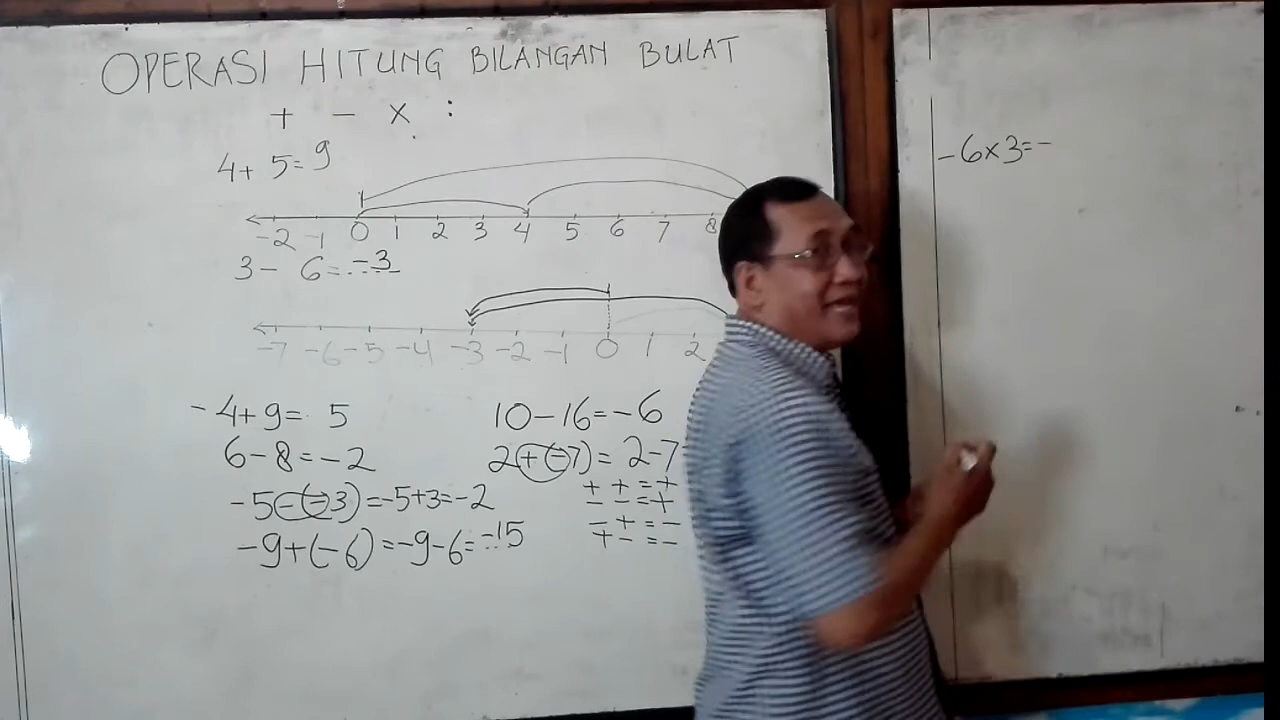 OPERASI HITUNG BILANGAN BULAT
+ - x :
4 + 5 = 9
-2 -1 0 1 2 3 4 5 6 7 8
3 - 6 = -3
-7 -6 -5 -4 -3 -2 -1 0 1 2
-4+9= 5
6-8=-2
-5-(-3)=-5+3=-2
-9+(-6)=-9-6=-15
10-16=-6
2+(-7)=2-7
+ + = +
- - = +
- + = -
+ - = -
-6x3=-